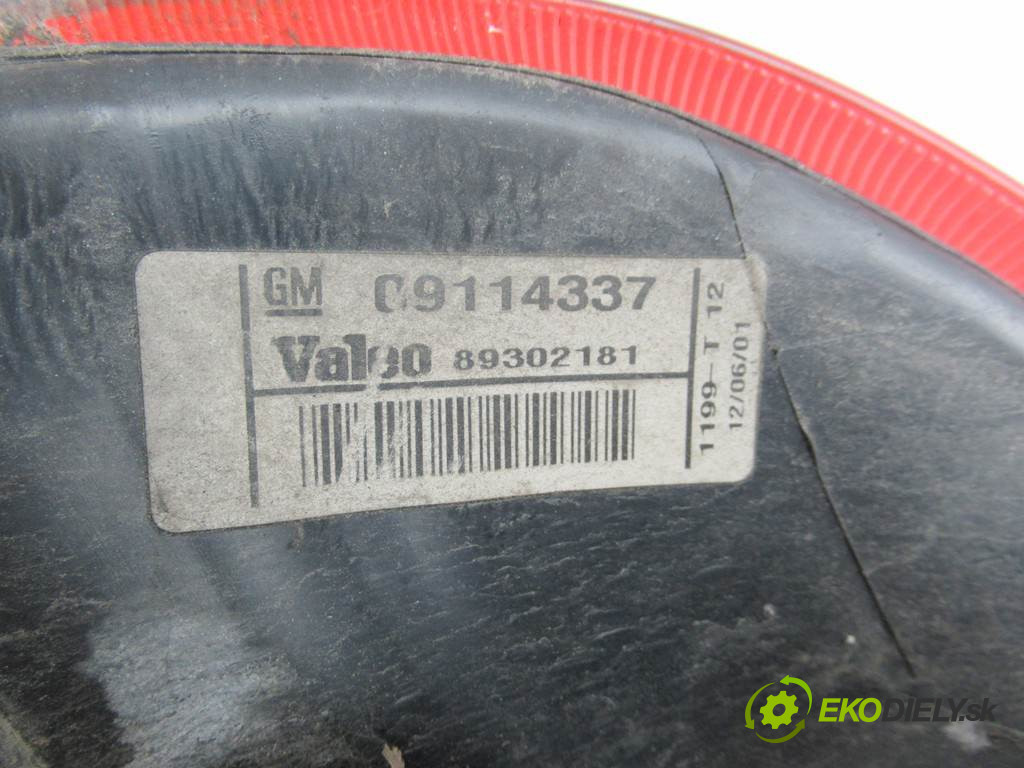 GM 09114337
Valeo 89302181
1199-T 12
12/06/01
EKODIELY.sk